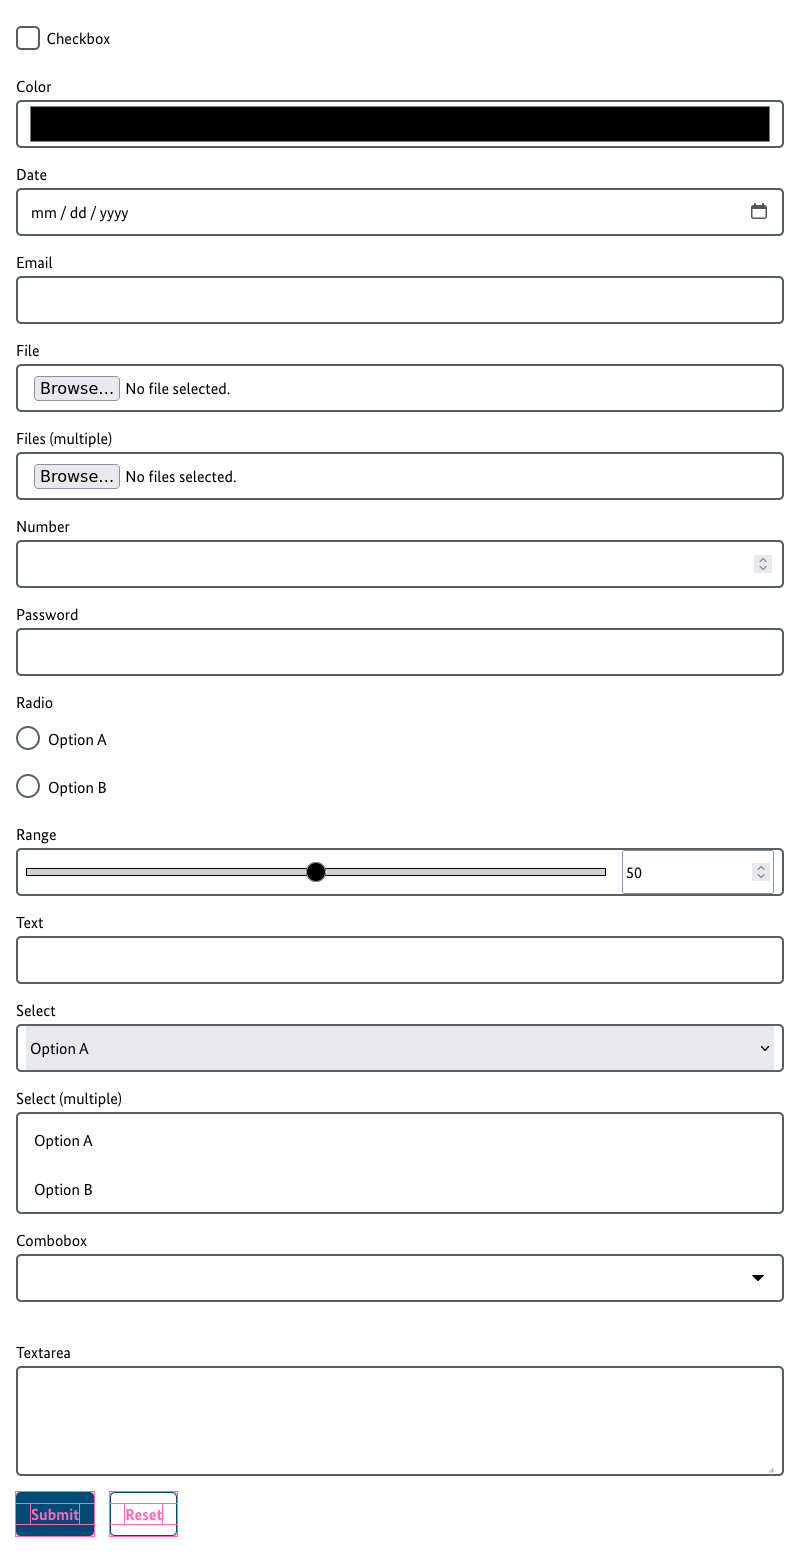 Checkbox
Color
Date
mm / dd / yyyy
Email
File
Browse... No file selected.
Files (multiple)
Browse... No files selected.
Number
Password
Radio
Option A
Option B
Range
50
Text
Select
Option A
Select (multiple)
Option A
Option B
Combobox
Textarea
Submit Reset